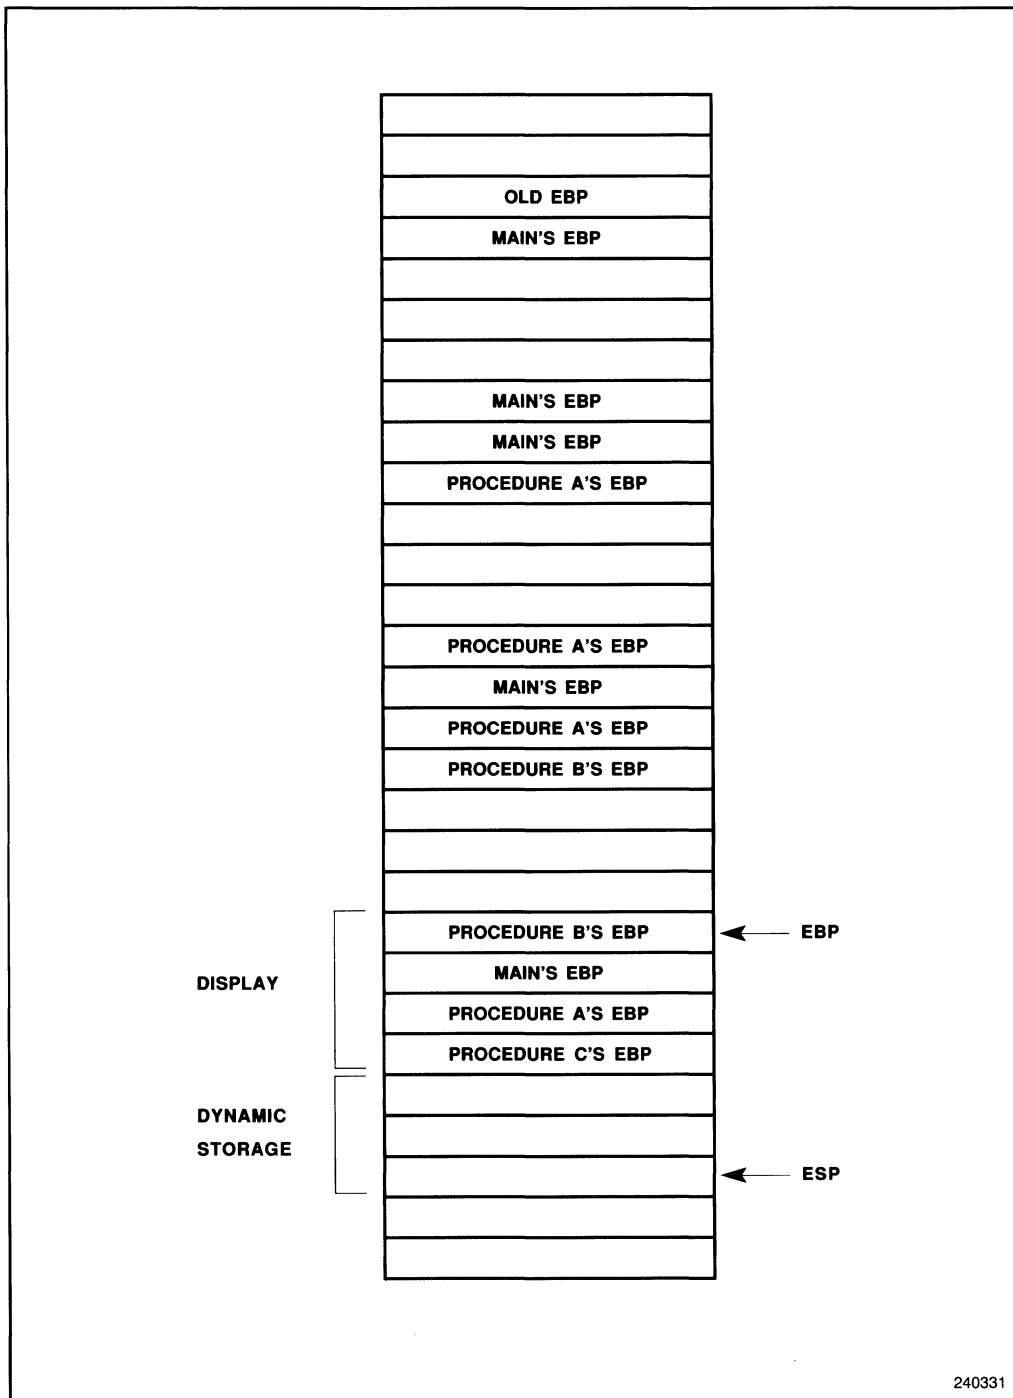 OLD EBP
MAIN'S EBP
MAIN'S EBP
MAIN'S EBP
PROCEDURE A'S EBP
PROCEDURE A'S EBP
MAIN'S EBP
PROCEDURE A'S EBP
PROCEDURE B'S EBP
PROCEDURE B'S EBP
EBP
DISPLAY
MAIN'S EBP
PROCEDURE A'S EBP
PROCEDURE C'S EBP
DYNAMIC
STORAGE
ESP
240331